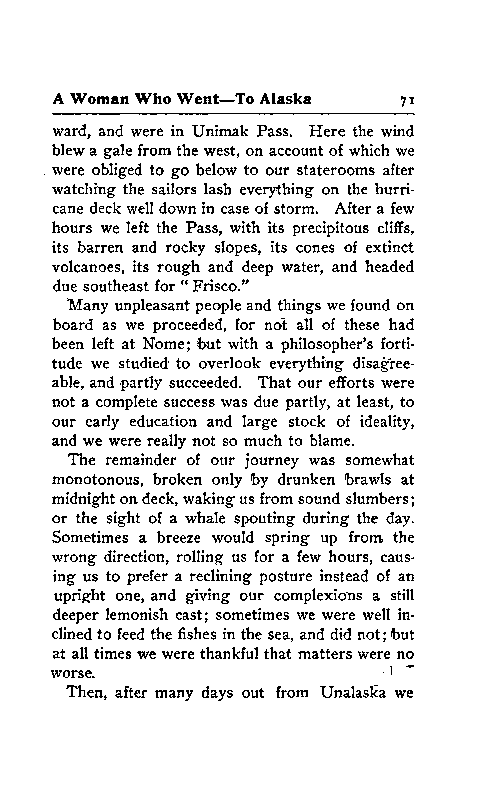 A Woman Who Went—To Alaska 71
ward, and were in Unimak Pass. Here the wind
blew a gale from the west, on account of which we
were obliged to go below to our staterooms after
watching the sailors lash everything on the hurri-
cane deck well down in case of storm. After a few
hours we left the Pass, with its precipitous cliffs,
its barren and rocky slopes, its cones of extinct
volcanoes, its rough and deep water, and headed
due southeast for “ Frisco.”
Many unpleasant people and things we found on
board as we proceeded, for not all of these had
been left at Nome; but with a philosopher's forti-
tude we studied to overlook everything disagree-
able, and partly succeeded. That our efforts were
not a complete success was due partly, at least, to
our early education and large stock of ideality,
and we were really not so much to blame.
The remainder of our journey was somewhat
monotonous, broken only by drunken brawls at
midnight on deck, waking us from sound slumbers;
or the sight of a whale spouting during the day.
Sometimes a breeze would spring up from the
wrong direction, rolling us for a few hours, caus-
ing us to prefer a reclining posture instead of an
upright one, and giving our complexions a still
deeper lemonish cast; sometimes we were well in-
clined to feed the fishes in the sea, and did not; but
at all times we were thankful that matters were no
worse.
Then, after many days out from Unalaska we